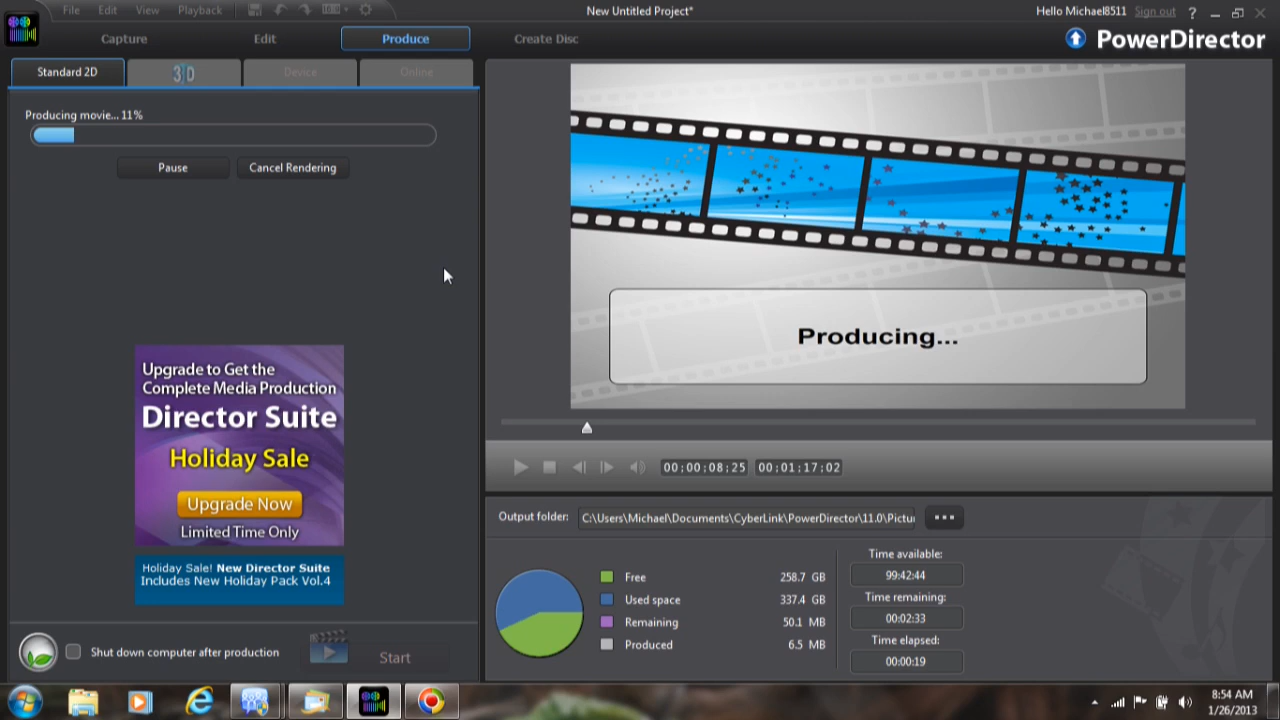 File Edit View Playback
New Untitled Project*
Hello Michael8511 Sign out ?
Capture Edit Produce Create Disc
PowerDirector
Standard 2D 3D Device Online
Producing movie... 11%
Pause Cancel Rendering
Producing...
Upgrade to Get the
Complete Media Production
Director Suite
Holiday Sale
Upgrade Now
Limited Time Only
Holiday Sale! New Director Suite
Includes New Holiday Pack Vol.4
Shut down computer after production
Start
00;00;08;25 00;01;17;02
Output folder: C:\Users\Michael\Documents\CyberLink\PowerDirector\11.0\Pictu
Free 258.7 GB
Used space 337.4 GB
Remaining 50.1 MB
Produced 6.5 MB
Time available:
99:42:44
Time remaining:
00:02:33
Time elapsed:
00:00:19
8:54 AM
1/26/2013